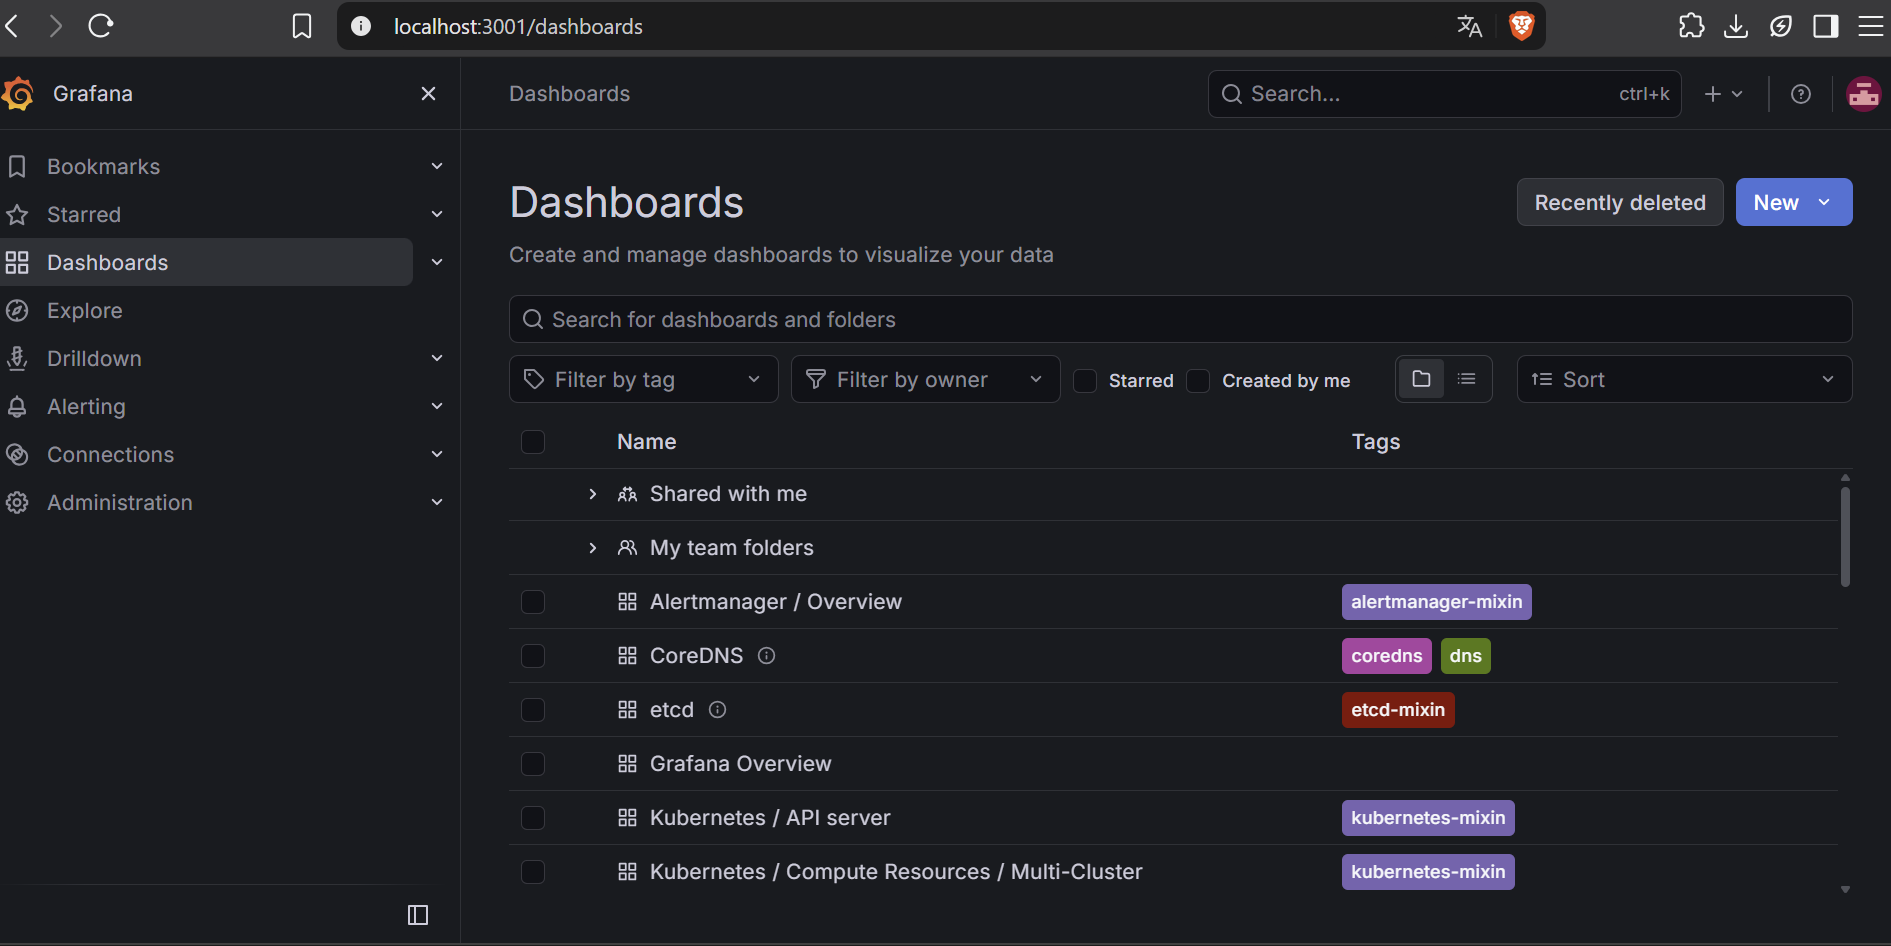 localhost:3001/dashboards
Grafana
Dashboards
Search...
ctrl+k
Bookmarks
Starred
Dashboards
Explore
Drilldown
Alerting
Connections
Administration
Dashboards
Recently deleted
New
Create and manage dashboards to visualize your data
Search for dashboards and folders
Filter by tag
Filter by owner
Starred
Created by me
Sort
Name Tags
Shared with me
My team folders
Alertmanager / Overview alertmanager-mixin
CoreDNS coredns dns
etcd etcd-mixin
Grafana Overview
Kubernetes / API server kubernetes-mixin
Kubernetes / Compute Resources / Multi-Cluster kubernetes-mixin